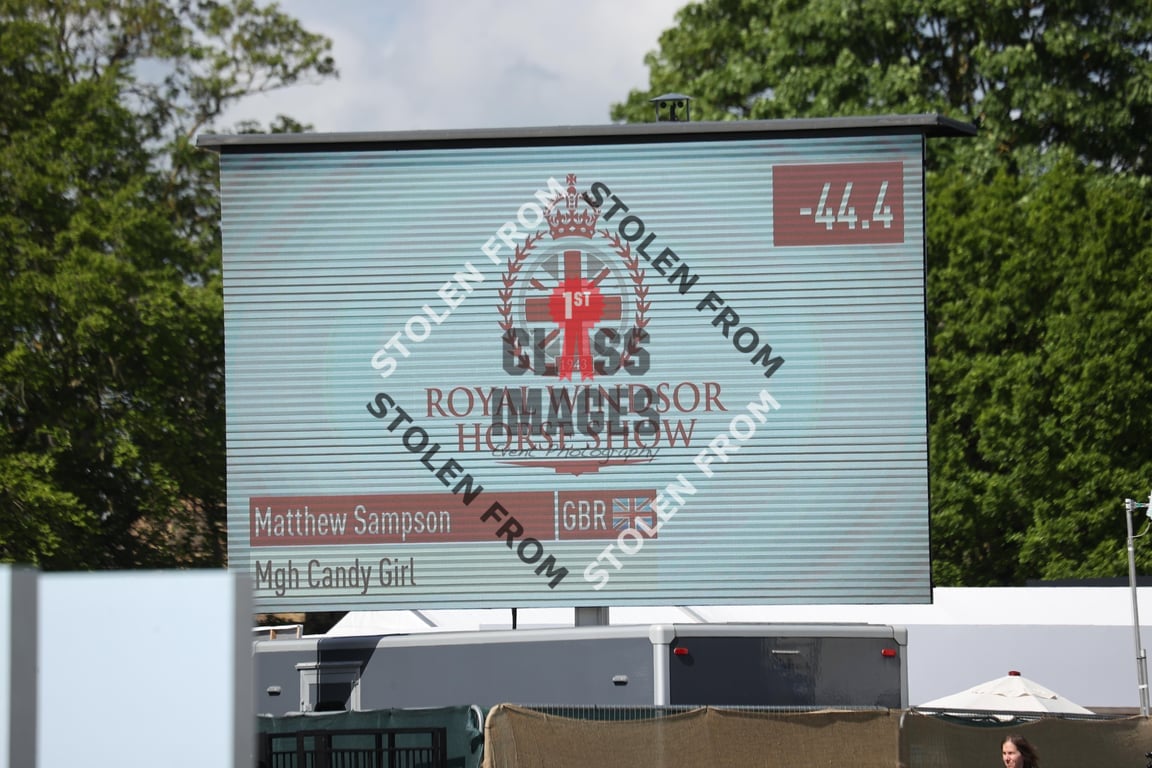 -44.4
STOLEN FROM
STOLEN FROM
1ST
1943
CLASS
IMAGES
Event Photography
ROYAL WINDSOR
HORSE SHOW
STOLEN FROM
STOLEN FROM
Matthew Sampson GBR
Mgh Candy Girl